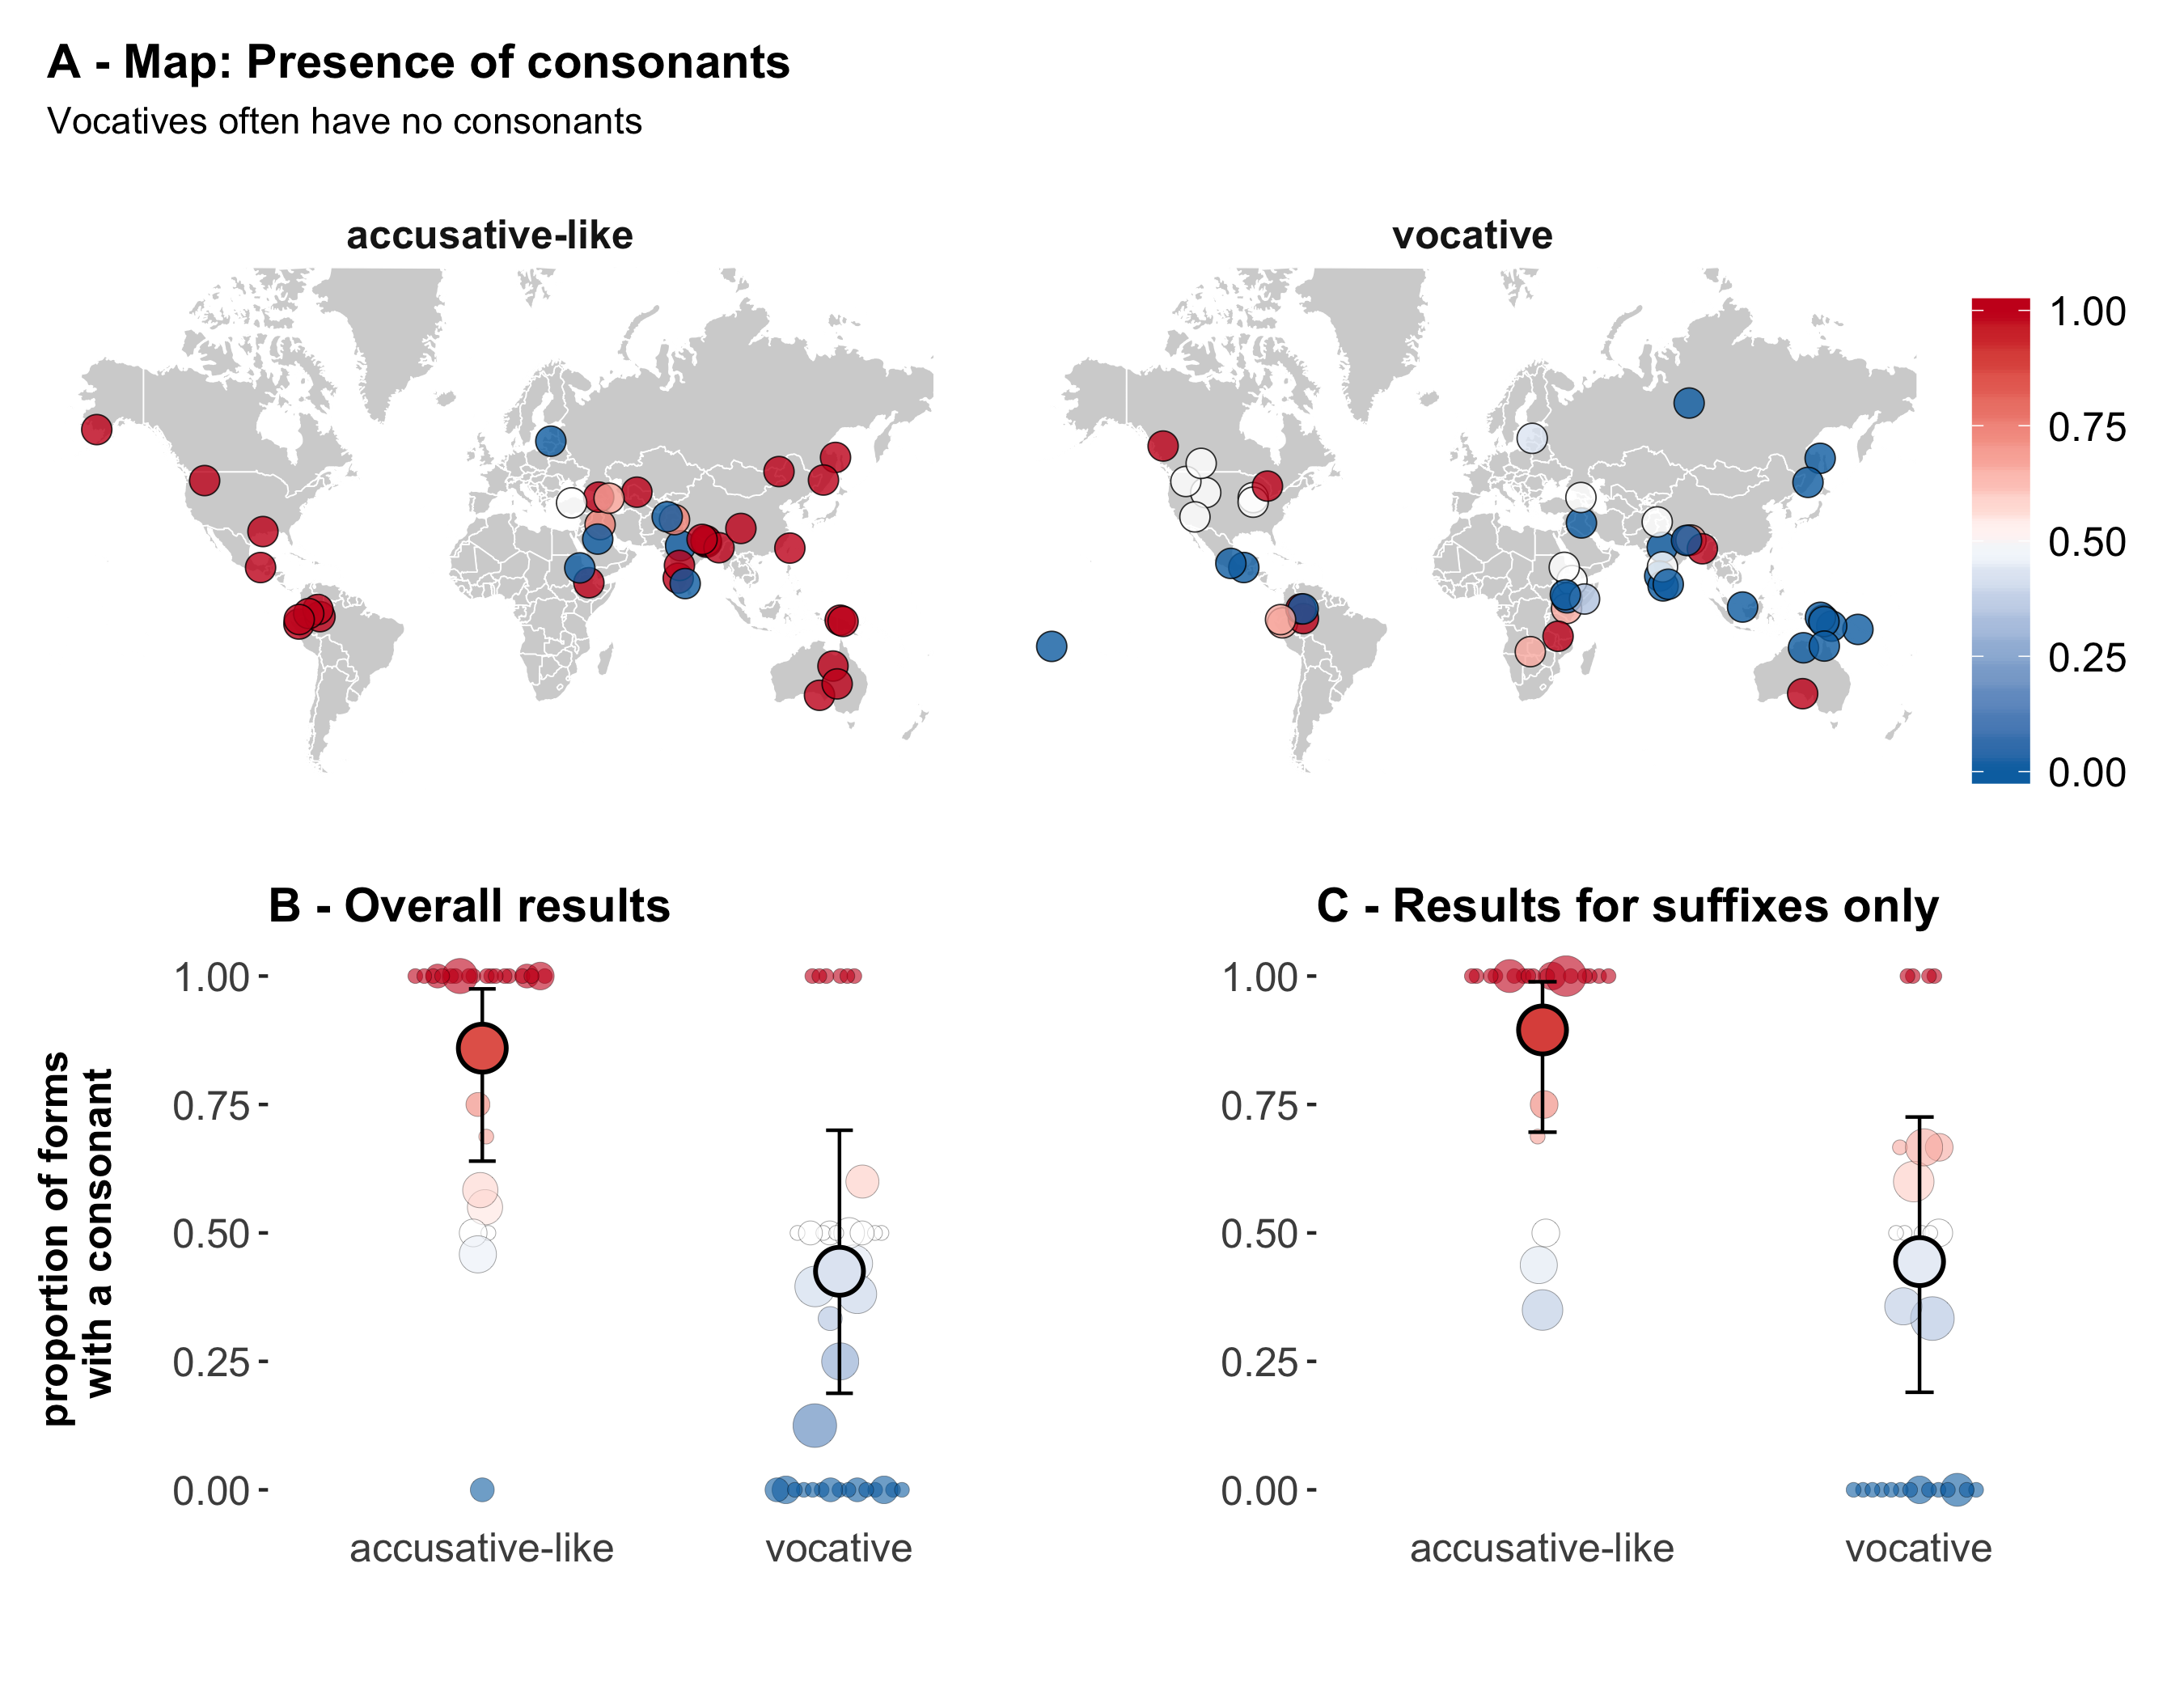 A - Map: Presence of consonants
Vocatives often have no consonants
accusative-like
vocative
1.00
0.75
0.50
0.25
0.00
B - Overall results
C - Results for suffixes only
proportion of forms
with a consonant
1.00
0.75
0.50
0.25
0.00
accusative-like
vocative
1.00
0.75
0.50
0.25
0.00
accusative-like
vocative